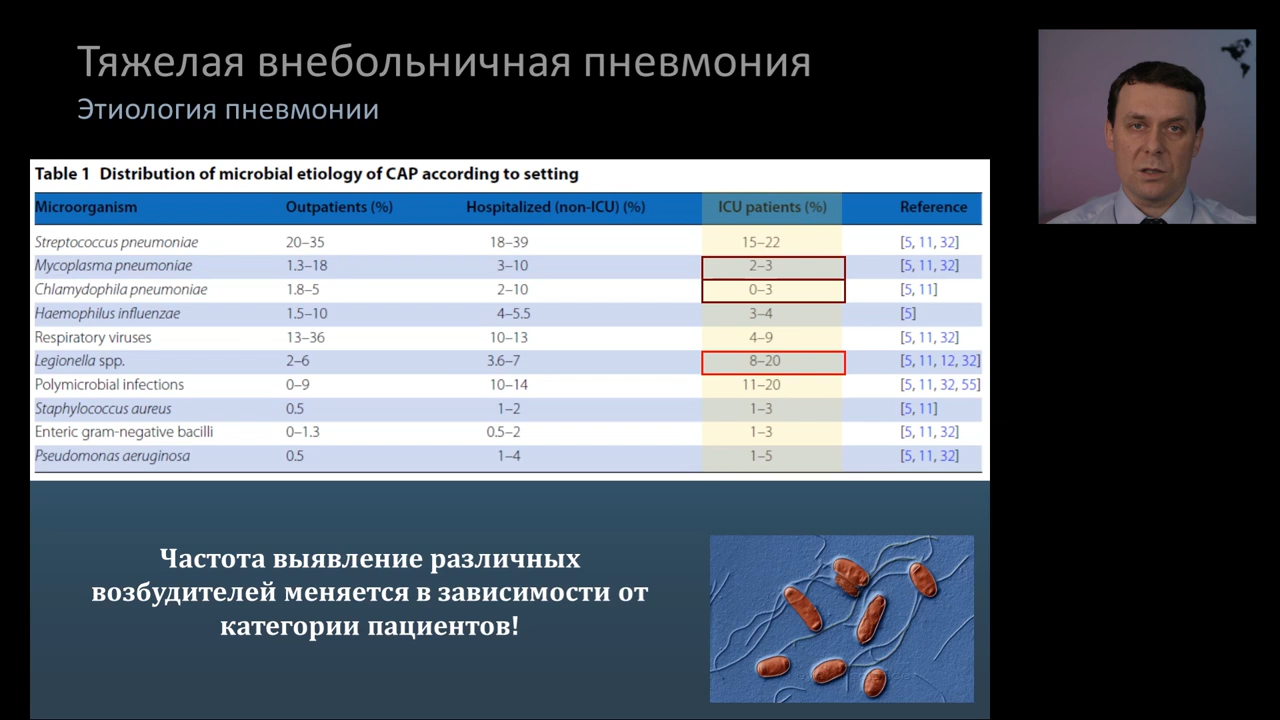 Тяжелая внебольничная пневмония
Этиология пневмонии
Table 1 Distribution of microbial etiology of CAP according to setting
Microorganism Outpatients (%) Hospitalized (non-ICU) (%) ICU patients (%) Reference
Streptococcus pneumoniae 20–35 18–39 15–22 [5, 11, 32]
Mycoplasma pneumoniae 1.3–18 3–10 2–3 [5, 11, 32]
Chlamydophila pneumoniae 1.8–5 2–10 0–3 [5, 11]
Haemophilus influenzae 1.5–10 4–5.5 3–4 [5]
Respiratory viruses 13–36 10–13 4–9 [5, 11, 32]
Legionella spp. 2–6 3.6–7 8–20 [5, 11, 12, 32]
Polymicrobial infections 0–9 10–14 11–20 [5, 11, 32, 55]
Staphylococcus aureus 0.5 1–2 1–3 [5, 11]
Enteric gram-negative bacilli 0–1.3 0.5–2 1–3 [5, 11, 32]
Pseudomonas aeruginosa 0.5 1–4 1–5 [5, 11, 32]
Частота выявление различных
возбудителей меняется в зависимости от
категории пациентов!